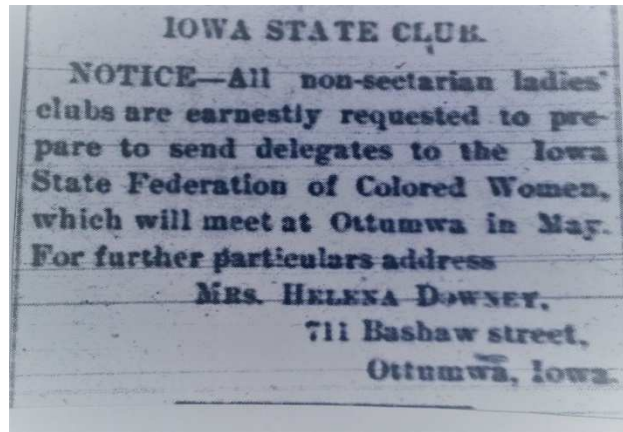 IOWA STATE CLUB.
NOTICE—All non-sectarian ladies'
clubs are earnestly requested to pre-
pare to send delegates to the Iowa
State Federation of Colored Women,
which will meet at Ottumwa in May.
For further particulars address
MRS. HELENA DOWNEY,
711 Bashaw street,
Ottumwa, Iowa.